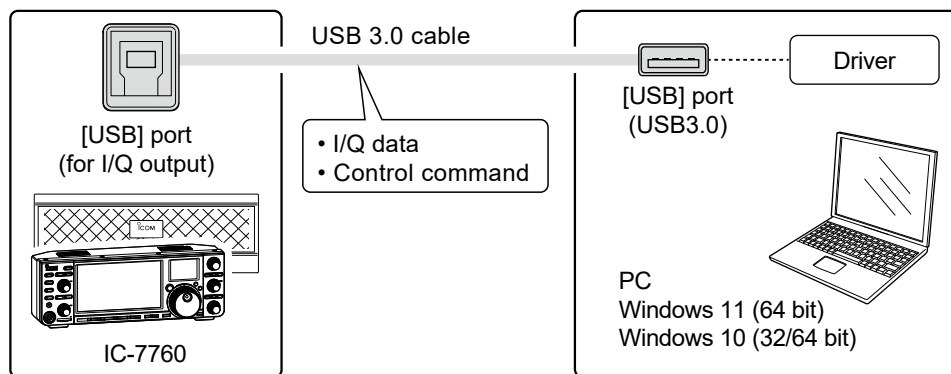 USB 3.0 cable
[USB] port
(for I/Q output)
• I/Q data
• Control command
ICOM
IC-7760
[USB] port
(USB3.0)
Driver
PC
Windows 11 (64 bit)
Windows 10 (32/64 bit)